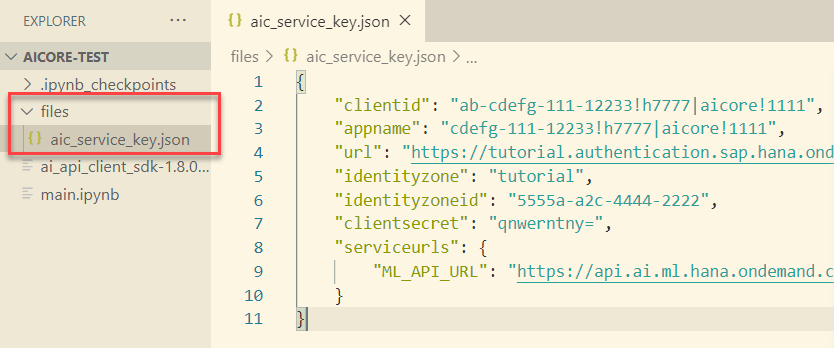 EXPLORER ...
AICORE-TEST
.ipynb_checkpoints
files
{} aic_service_key.json
ai_api_client_sdk-1.8.0...
main.ipynb
{} aic_service_key.json ×
files > {} aic_service_key.json > ...
1 {
2 "clientid": "ab-cdefg-111-12233!h7777|aicore!1111",
3 "appname": "cdefg-111-12233!h7777|aicore!1111",
4 "url": "https://tutorial.authentication.sap.hana.ond
5 "identityzone": "tutorial",
6 "identityzoneid": "5555a-a2c-4444-2222",
7 "clientsecret": "qnwerntny=",
8 "serviceurls": {
9 "ML_API_URL": "https://api.ai.ml.hana.ondemand.c
10 }
11 }